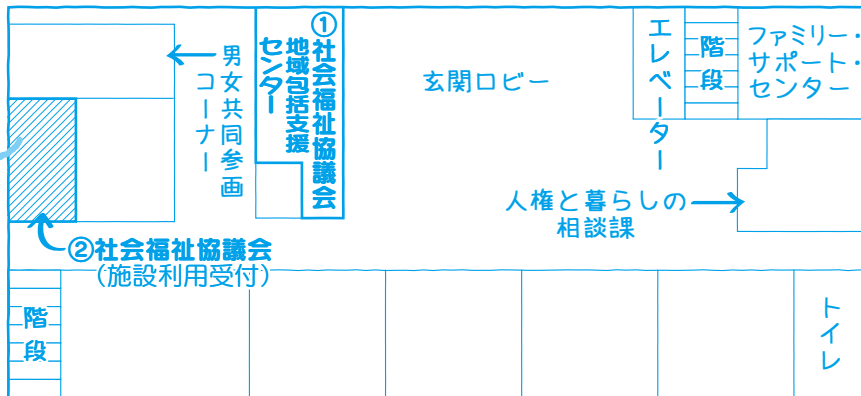 男女共同参画
コーナー
①社会福祉協議会
地域包括支援
センター
玄関ロビー
エレベーター
階段
ファミリー・
サポート・
センター
人権と暮らしの
相談課
②社会福祉協議会
(施設利用受付)
階段
トイレ